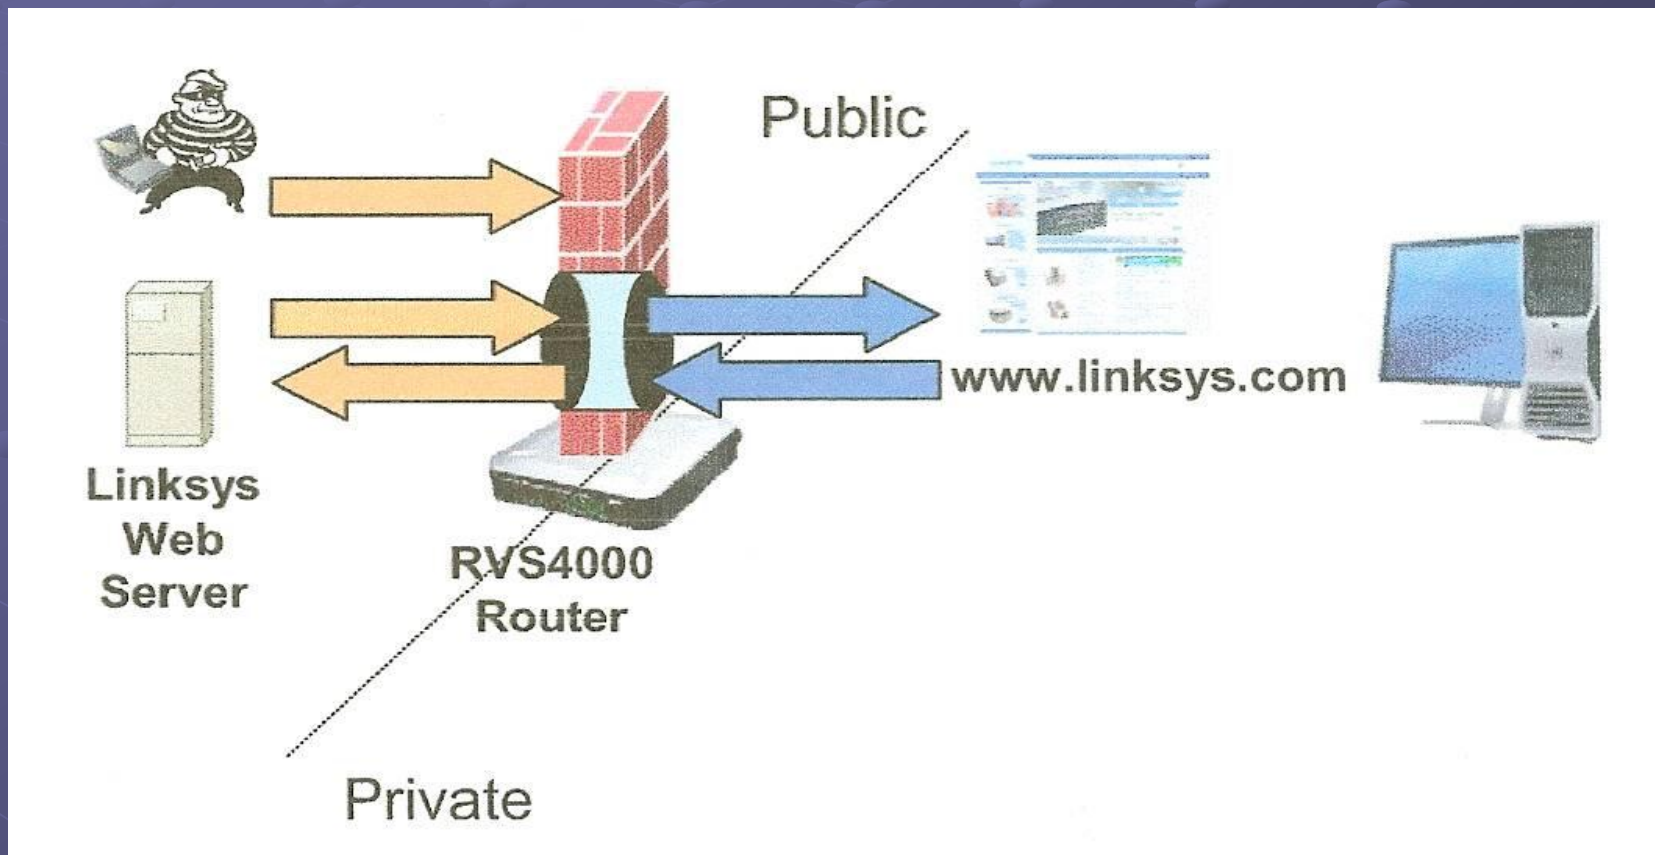 Public
www.linksys.com
Linksys
Web
Server
RVS4000
Router
Private